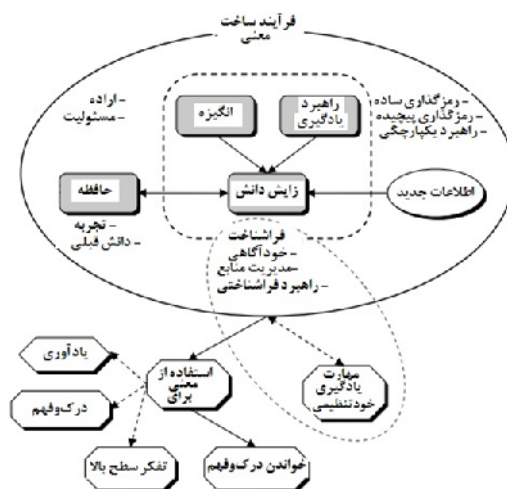 فرآیند ساخت
معنی
- اراده
- مسئولیت
انگیزه
راهبرد
یادگیری
- رمزگذاری ساده
رمزگذاری پیچیده
- راهبرد یکپارچگی
حافظه
زایش دانش
اطلاعات جدید
- تجربه
دانش قبلی -
فراشناخت
- خودآگاهی
- مدیریت منابع
- راهبرد فراشناختی
یادآوری
استفاده از
معنی
برای
مهارت
یادگیری
خودتنظیمی
درک‌وفهم
تفکر سطح بالا
خواندن درک‌وفهم